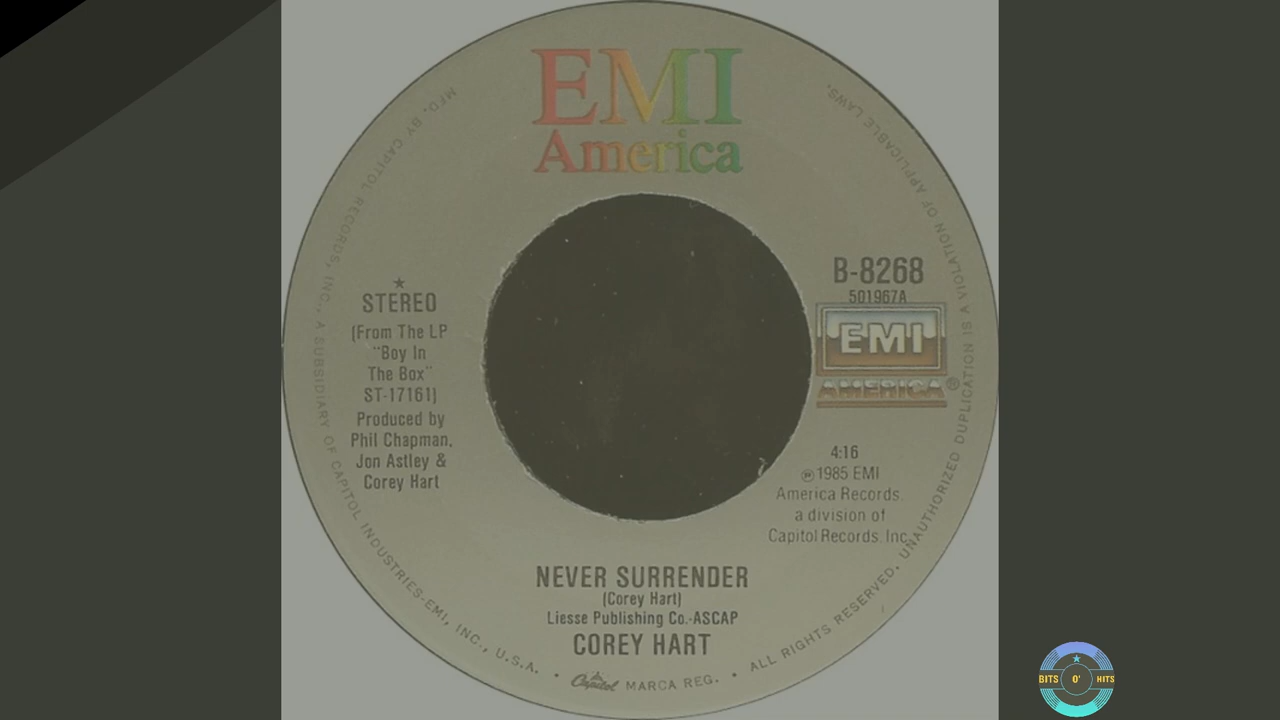 EMI
America
MFD. BY CAPITOL RECORDS, INC., A SUBSIDIARY OF CAPITOL INDUSTRIES-EMI, INC., U.S.A. • Capitol MARCA REG. • ALL RIGHTS RESERVED. UNAUTHORIZED DUPLICATION IS A VIOLATION OF APPLICABLE LAWS.
★
STEREO
(From The LP
"Boy In
The Box"
ST-17161)
Produced by
Phil Chapman,
Jon Astley &
Corey Hart
B-8268
501967A
EMI
AMERICA®
4:16
℗ 1985 EMI
America Records,
a division of
Capitol Records, Inc.
NEVER SURRENDER
(Corey Hart)
Liesse Publishing Co.-ASCAP
COREY HART
BITS O' HITS